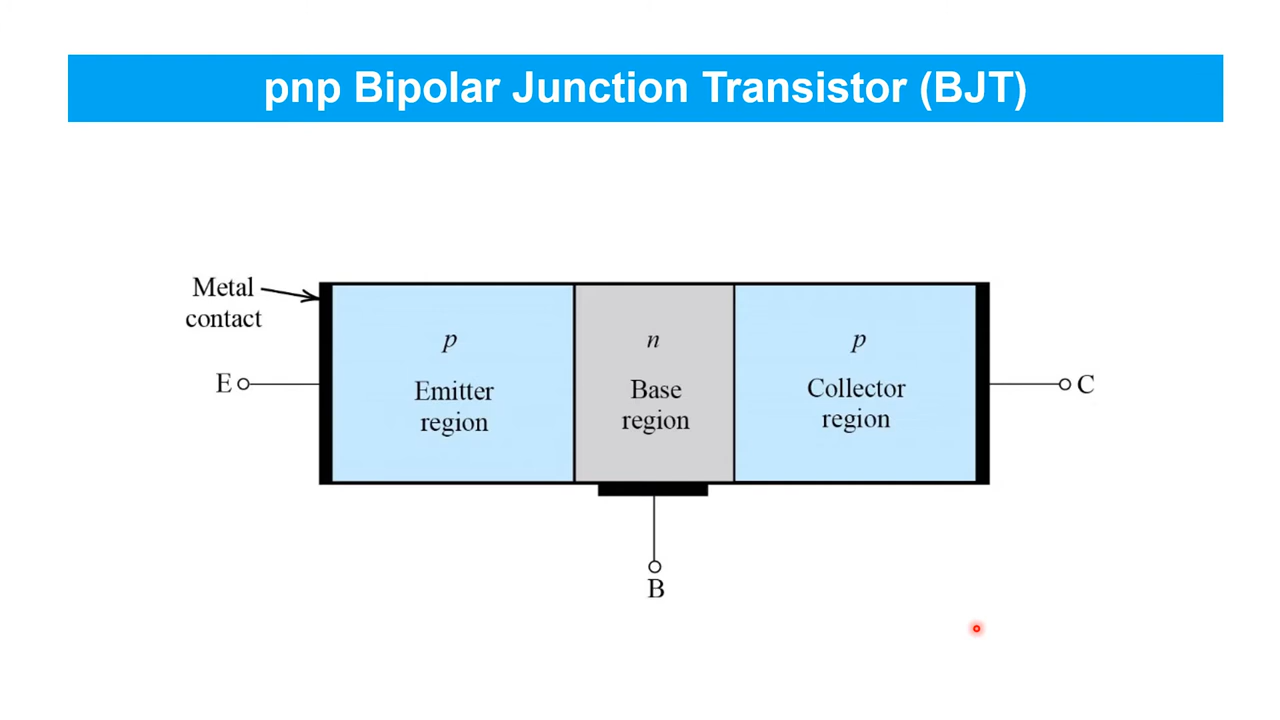 pnp Bipolar Junction Transistor (BJT)
Metal
contact
p
n
p
E
Emitter
region
Base
region
Collector
region
C
B